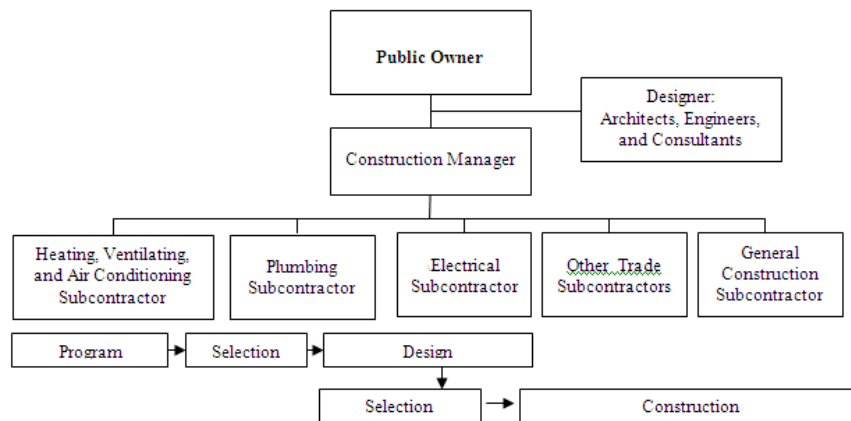 Public Owner
Designer:
Architects, Engineers,
and Consultants
Construction Manager
Heating, Ventilating,
and Air Conditioning
Subcontractor
Plumbing
Subcontractor
Electrical
Subcontractor
Other Trade
Subcontractors
General
Construction
Subcontractor
Program
Selection
Design
Selection
Construction